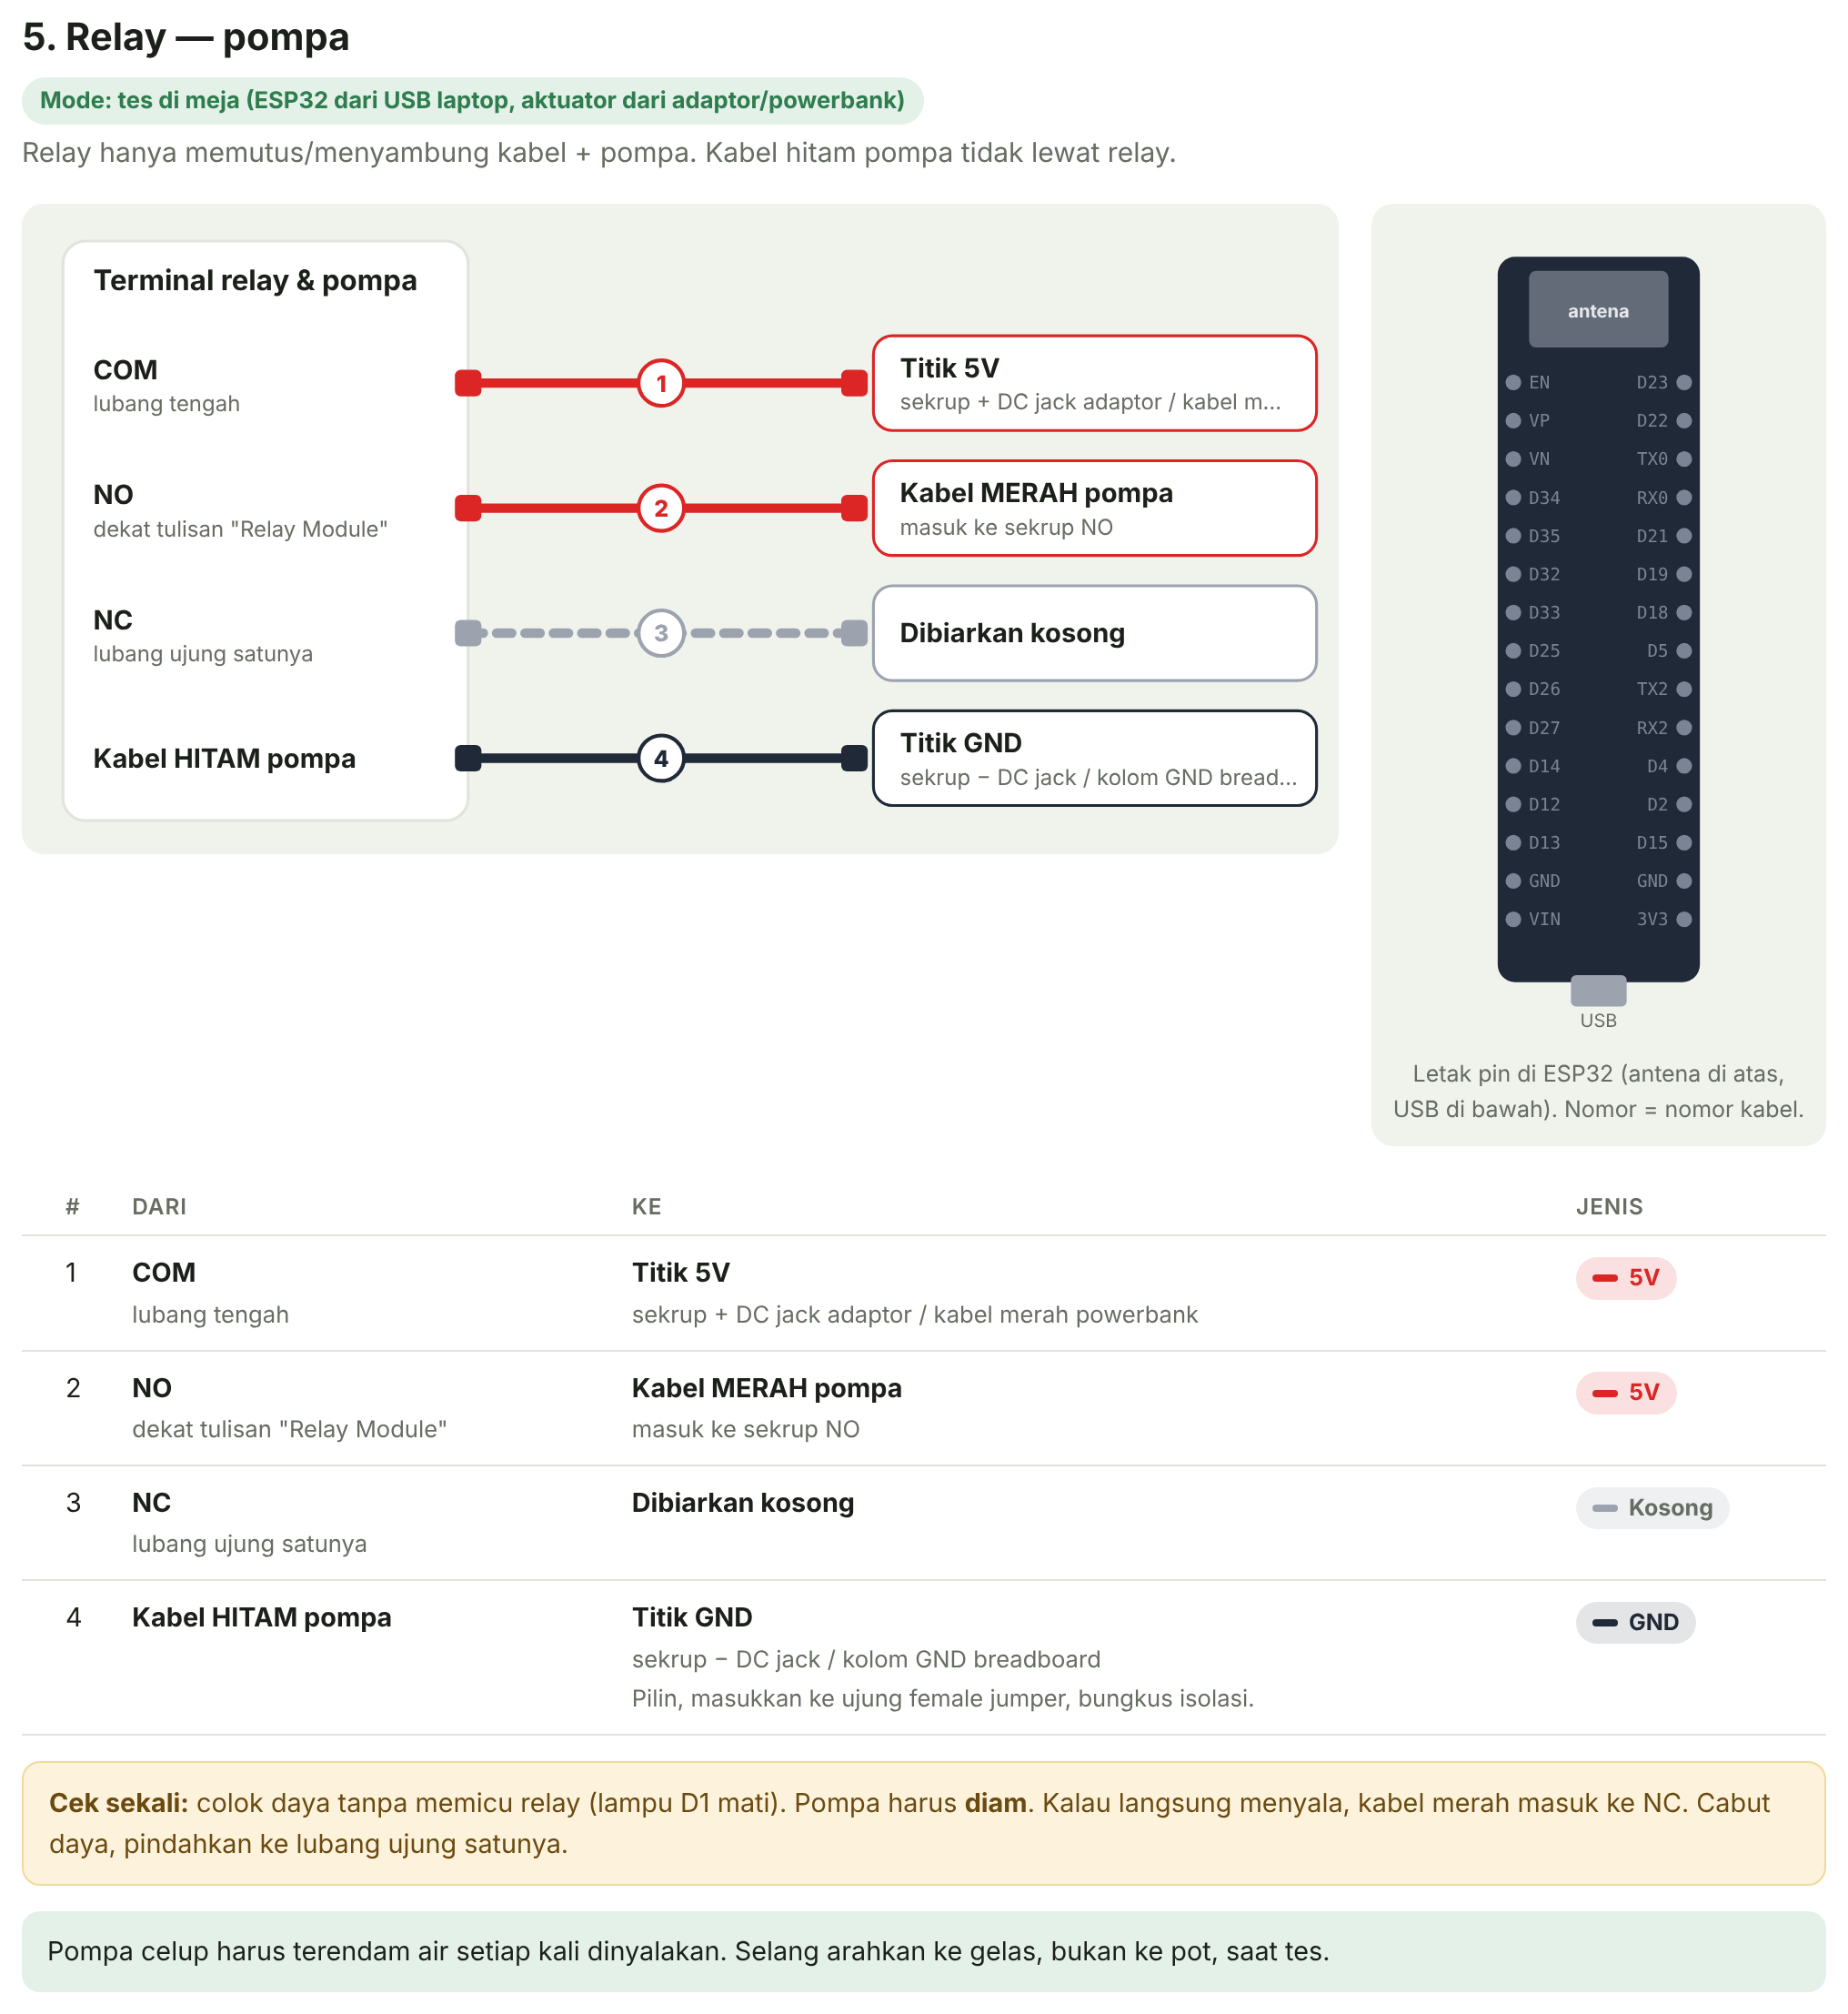 5. Relay — pompa
Mode: tes di meja (ESP32 dari USB laptop, aktuator dari adaptor/powerbank)
Relay hanya memutus/menyambung kabel + pompa. Kabel hitam pompa tidak lewat relay.
Terminal relay & pompa
COM
lubang tengah
1
Titik 5V
sekrup + DC jack adaptor / kabel m...
NO
dekat tulisan "Relay Module"
2
Kabel MERAH pompa
masuk ke sekrup NO
NC
lubang ujung satunya
3
Dibiarkan kosong
Kabel HITAM pompa
4
Titik GND
sekrup − DC jack / kolom GND bread...
antena
EN D23
VP D22
VN TX0
D34 RX0
D35 D21
D32 D19
D33 D18
D25 D5
D26 TX2
D27 RX2
D14 D4
D12 D2
D13 D15
GND GND
VIN 3V3
USB
Letak pin di ESP32 (antena di atas,
USB di bawah). Nomor = nomor kabel.
# DARI KE JENIS
1 COM Titik 5V 5V
lubang tengah sekrup + DC jack adaptor / kabel merah powerbank
2 NO Kabel MERAH pompa 5V
dekat tulisan "Relay Module" masuk ke sekrup NO
3 NC Dibiarkan kosong Kosong
lubang ujung satunya
4 Kabel HITAM pompa Titik GND GND
sekrup − DC jack / kolom GND breadboard
Pilin, masukkan ke ujung female jumper, bungkus isolasi.
Cek sekali: colok daya tanpa memicu relay (lampu D1 mati). Pompa harus diam. Kalau langsung menyala, kabel merah masuk ke NC. Cabut
daya, pindahkan ke lubang ujung satunya.
Pompa celup harus terendam air setiap kali dinyalakan. Selang arahkan ke gelas, bukan ke pot, saat tes.